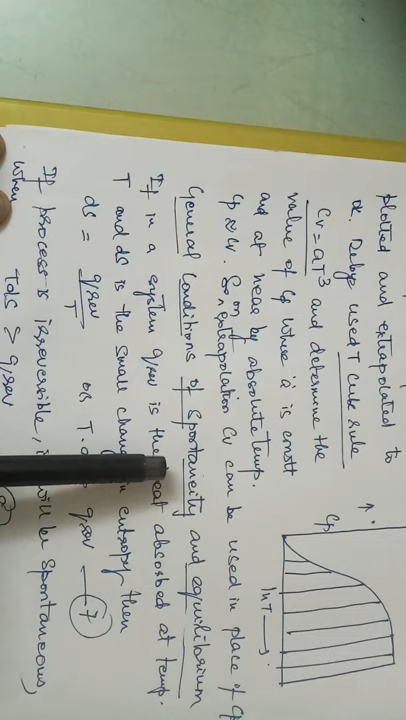 plotted and extrapolated to
ok. Debye used T cube rule
Cv = aT³ and determine the
value of Cp where 'a' is constt
and at near by absolute temp.
Cp ≈ Cv. So on extrapolation Cv can be used in place of Cp
General Conditions of Spontaneity and equilibrium
If in a system qrev is the heat absorbed at temp.
T and ds is the small change in entropy then
ds = qrev/T or T.ds = qrev — 7
If process is irreversible, it will be spontaneous,
when Tds > qrev
Cp
lnT →